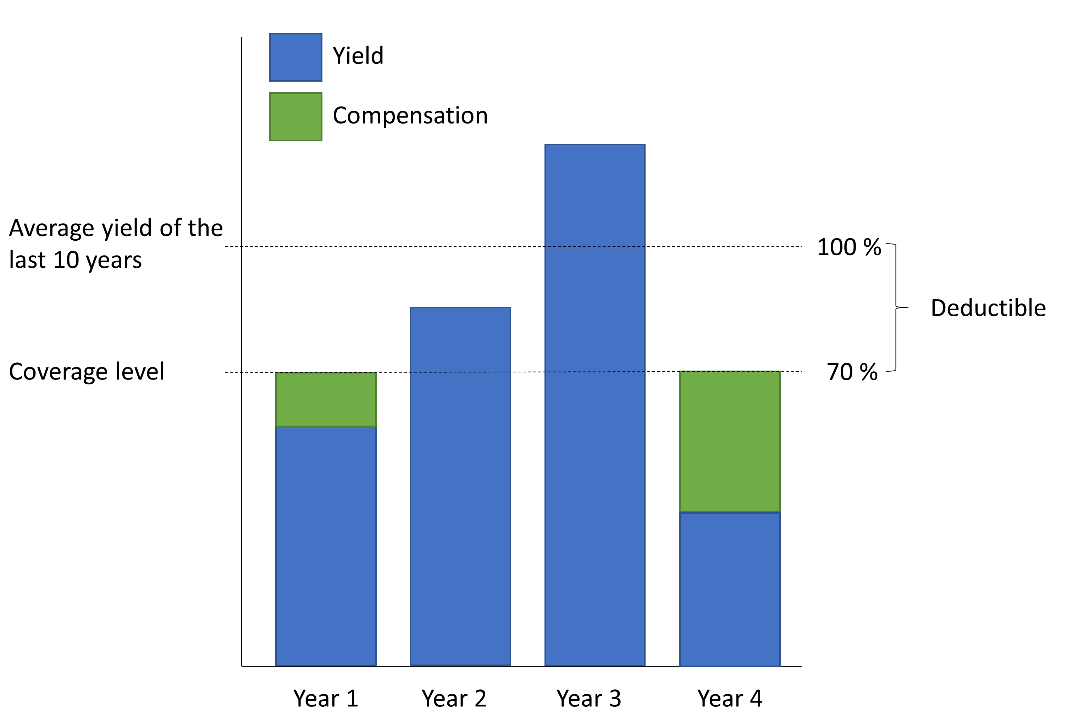 Yield
Compensation
Average yield of the
last 10 years
100 %
Deductible
Coverage level
70 %
Year 1
Year 2
Year 3
Year 4